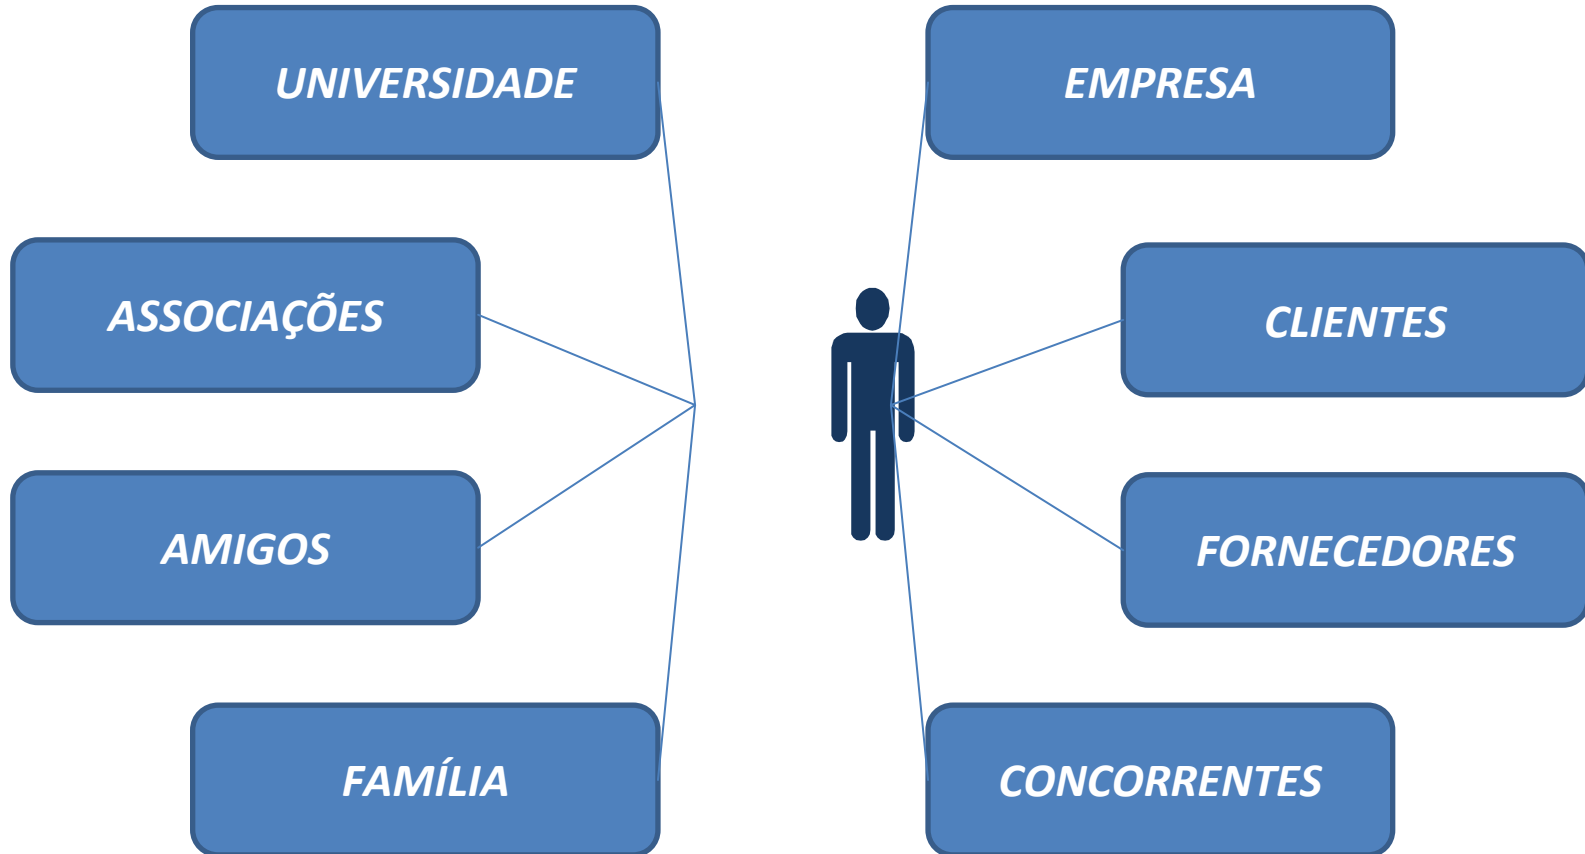 UNIVERSIDADE
EMPRESA
ASSOCIAÇÕES
CLIENTES
AMIGOS
FORNECEDORES
FAMÍLIA
CONCORRENTES